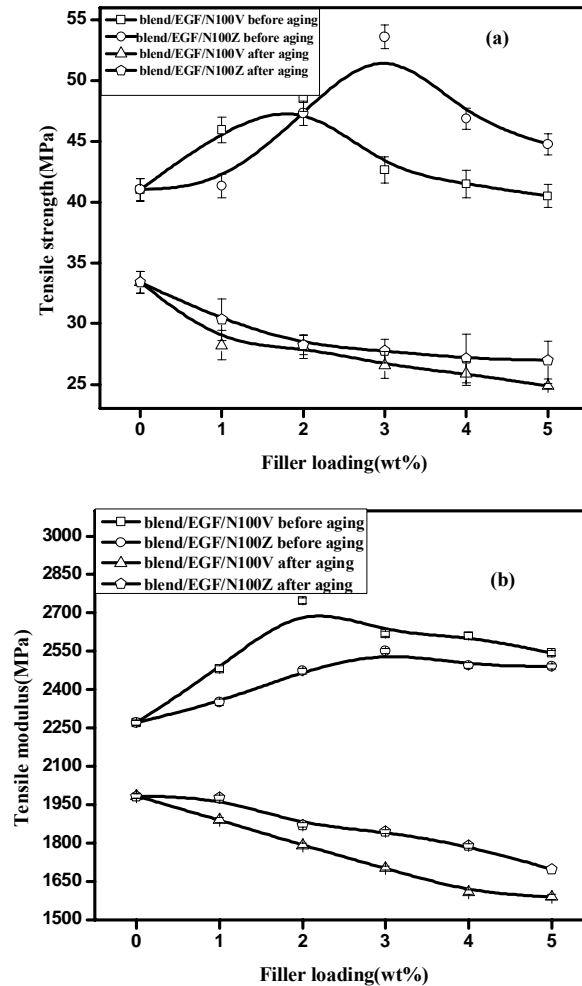 blend/EGF/N100V before aging
blend/EGF/N100Z before aging
blend/EGF/N100V after aging
blend/EGF/N100Z after aging
(a)
55
50
45
40
35
30
25
Tensile strength(MPa)
0 1 2 3 4 5
Filler loading(wt%)
blend/EGF/N100V before aging
blend/EGF/N100Z before aging
blend/EGF/N100V after aging
blend/EGF/N100Z after aging
(b)
3000
2850
2700
2550
2400
2250
2100
1950
1800
1650
1500
Tensile modulus(MPa)
0 1 2 3 4 5
Filler loading(wt%)